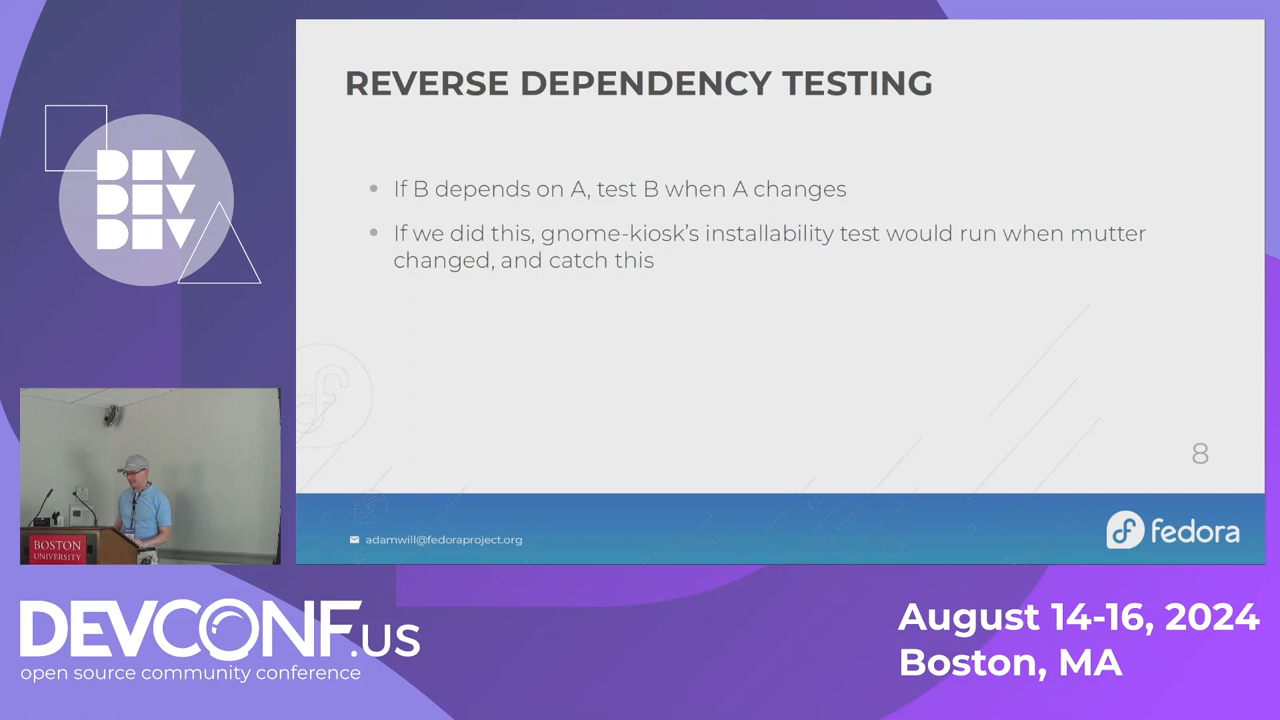 REVERSE DEPENDENCY TESTING
If B depends on A, test B when A changes
If we did this, gnome-kiosk's installability test would run when mutter
changed, and catch this
8
adamwill@fedoraproject.org
fedora
DEV
DEV
DEV
BOSTON
UNIVERSITY
DEVCONF.US
open source community conference
August 14-16, 2024
Boston, MA